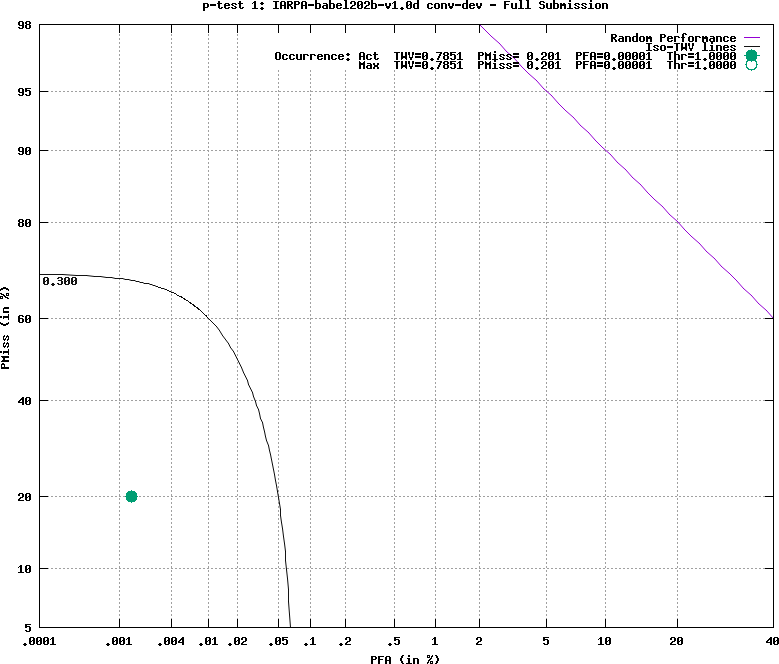 p-test 1: IARPA-babel202b-v1.0d conv-dev - Full Submission
Random Performance
Iso-TWV lines
Occurrence: Act TWV=0.7851 PMiss= 0.201 PFA=0.00001 Thr=1.0000
Max TWV=0.7851 PMiss= 0.201 PFA=0.00001 Thr=1.0000
98
95
90
80
60
40
20
10
5
PMiss (in %)
0.300
.0001 .001 .004 .01 .02 .05 .1 .2 .5 1 2 5 10 20 40
PFA (in %)